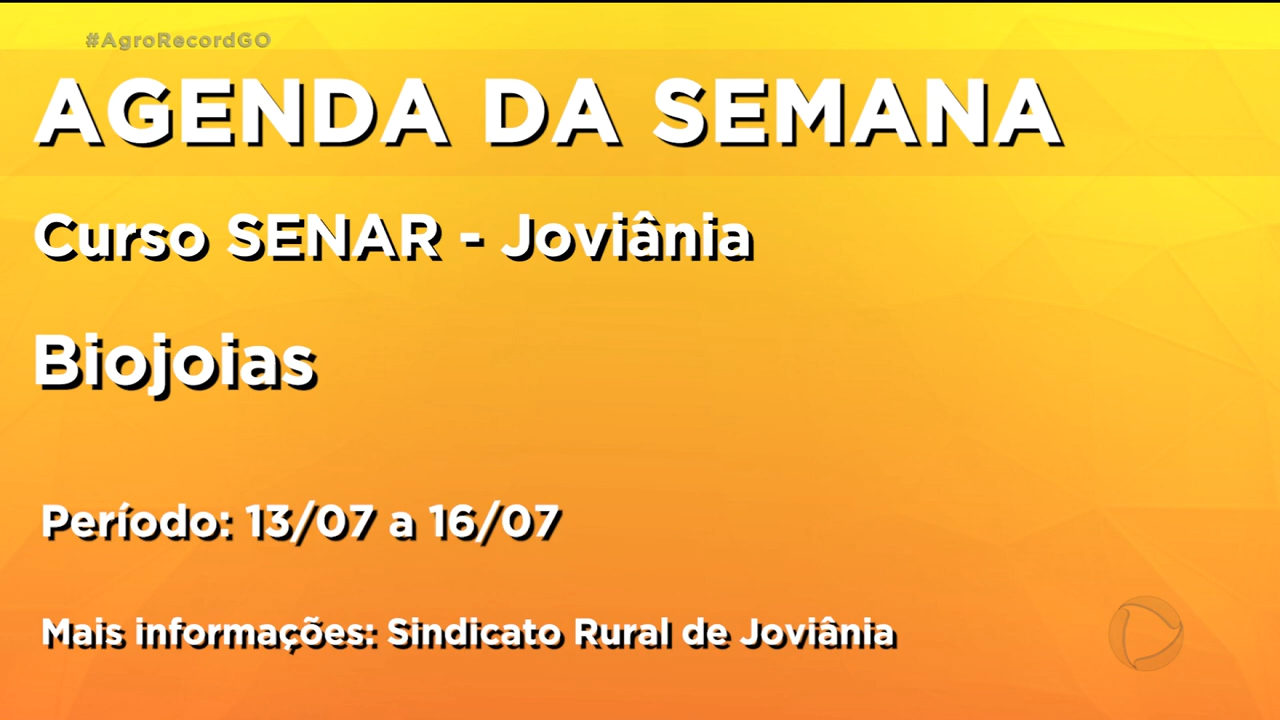 #AgroRecordGO
AGENDA DA SEMANA
Curso SENAR - Joviânia
Biojoias
Período: 13/07 a 16/07
Mais informações: Sindicato Rural de Joviânia